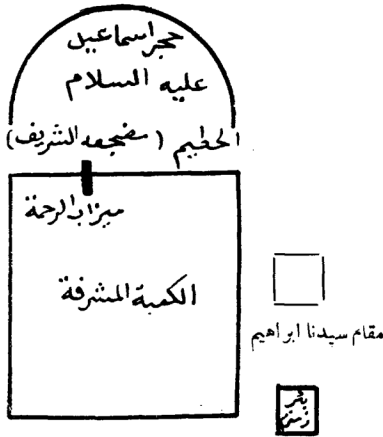 حجر اسماعيل
عليه السلام
الحطيم (مضجعه الشريف)
ميزاب الرحمة
الكعبة المشرفة
مقام سيدنا ابراهيم
بئر
زمزم